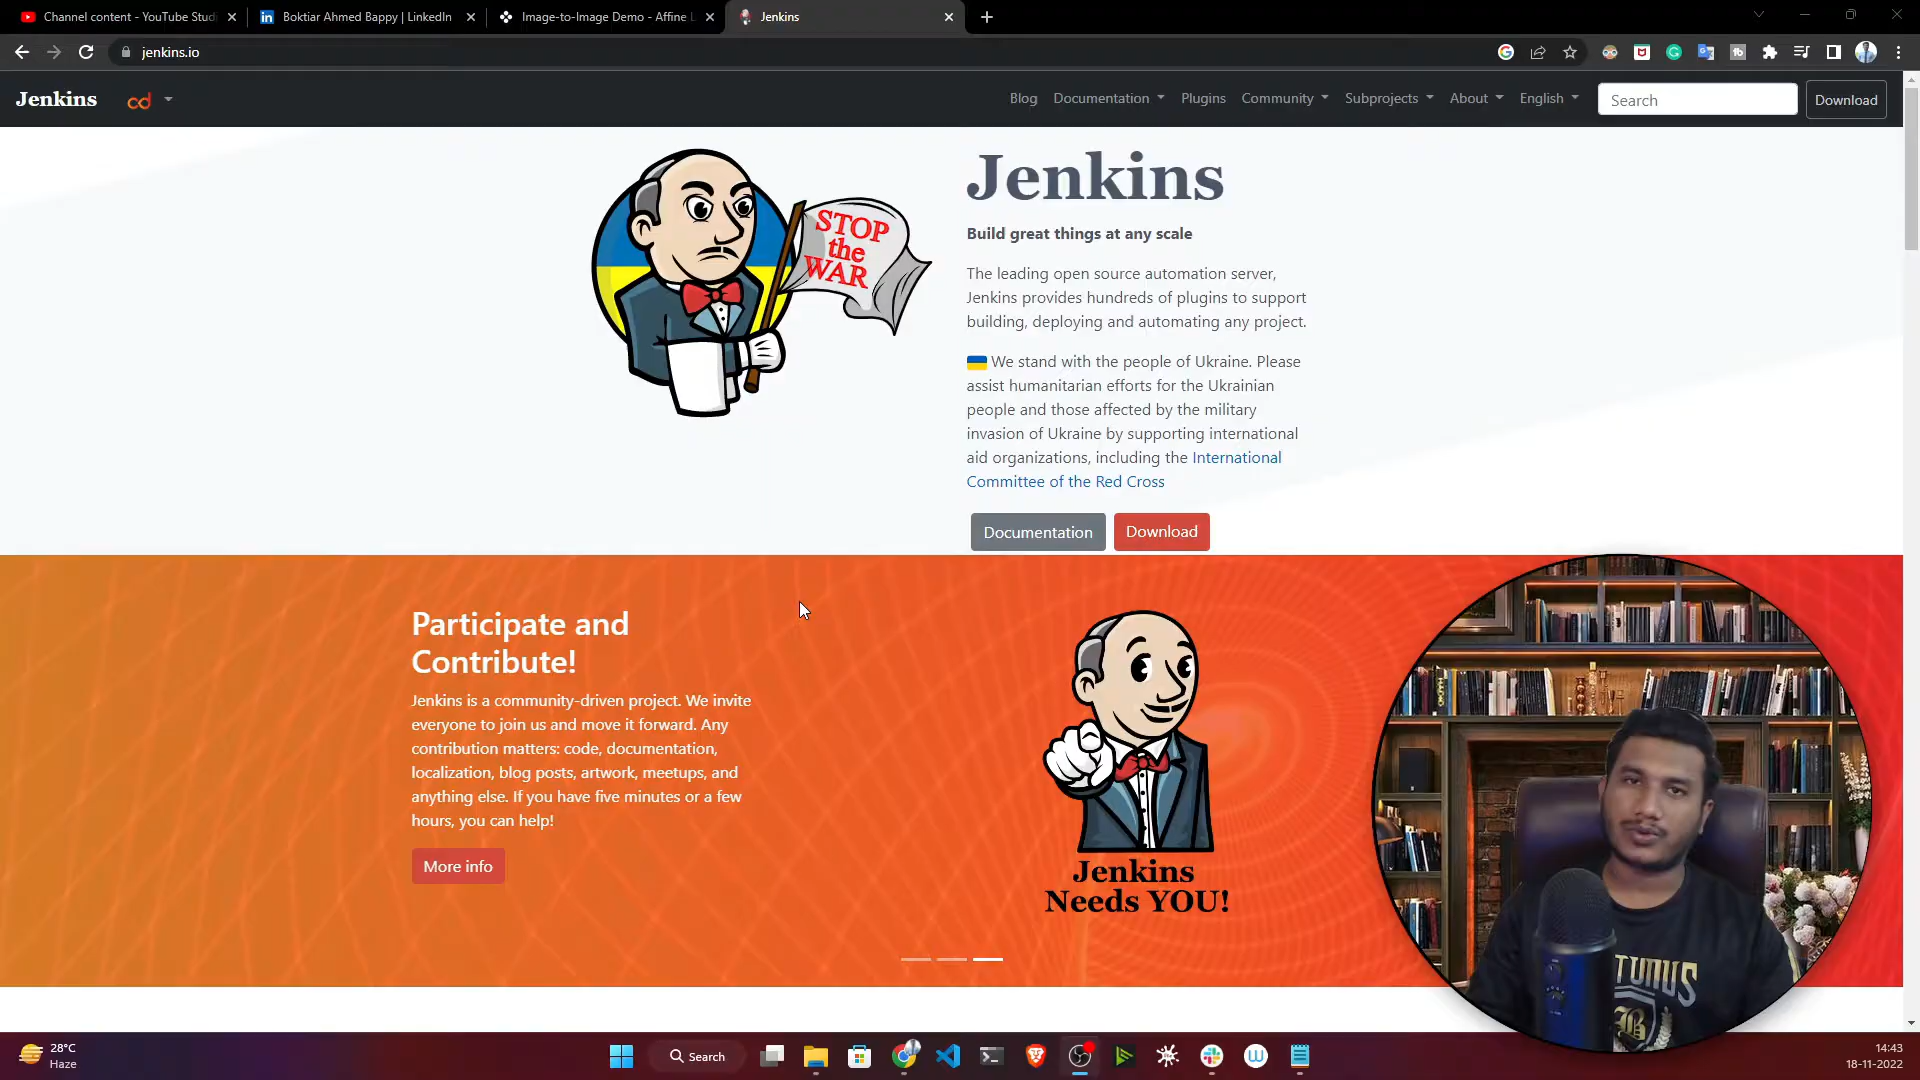 Channel content - YouTube Studi
Boktiar Ahmed Bappy | LinkedIn
Image-to-Image Demo - Affine L
Jenkins
jenkins.io
Jenkins
cd
Blog
Documentation
Plugins
Community
Subprojects
About
English
Search
Download
STOP
the
WAR
Jenkins
Build great things at any scale
The leading open source automation server,
Jenkins provides hundreds of plugins to support
building, deploying and automating any project.
We stand with the people of Ukraine. Please
assist humanitarian efforts for the Ukrainian
people and those affected by the military
invasion of Ukraine by supporting international
aid organizations, including the International
Committee of the Red Cross
Documentation
Download
Participate and
Contribute!
Jenkins is a community-driven project. We invite
everyone to join us and move it forward. Any
contribution matters: code, documentation,
localization, blog posts, artwork, meetups, and
anything else. If you have five minutes or a few
hours, you can help!
More info
Jenkins
Needs YOU!
TUNUS
B
28°C
Haze
Search
14:43
18-11-2022